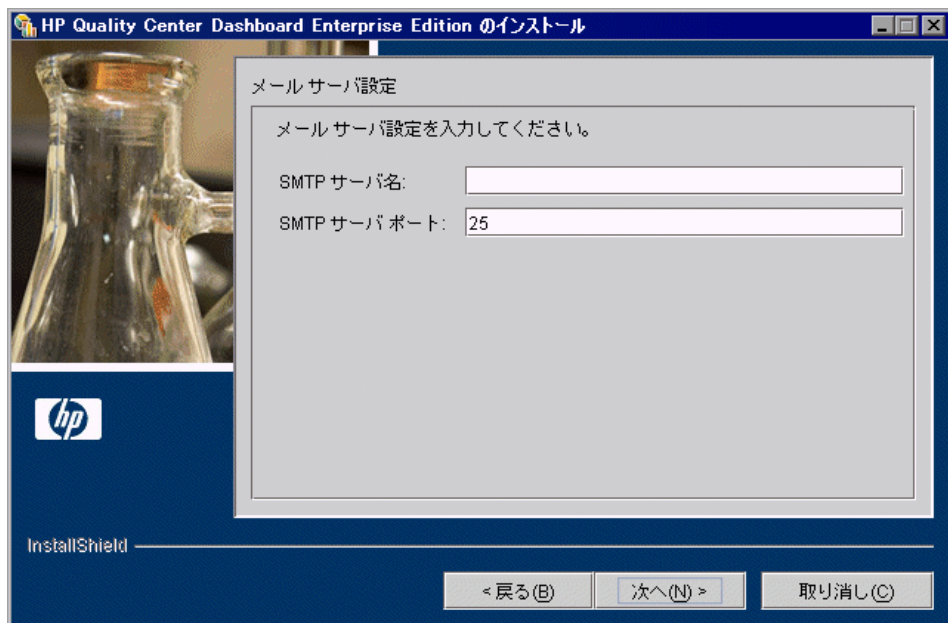 HP Quality Center Dashboard Enterprise Edition のインストール
メール サーバ設定
メール サーバ設定を入力してください。
SMTP サーバ名:
SMTP サーバ ポート: 25
hp
InstallShield
<戻る(B) 次へ(N) > 取り消し(C)